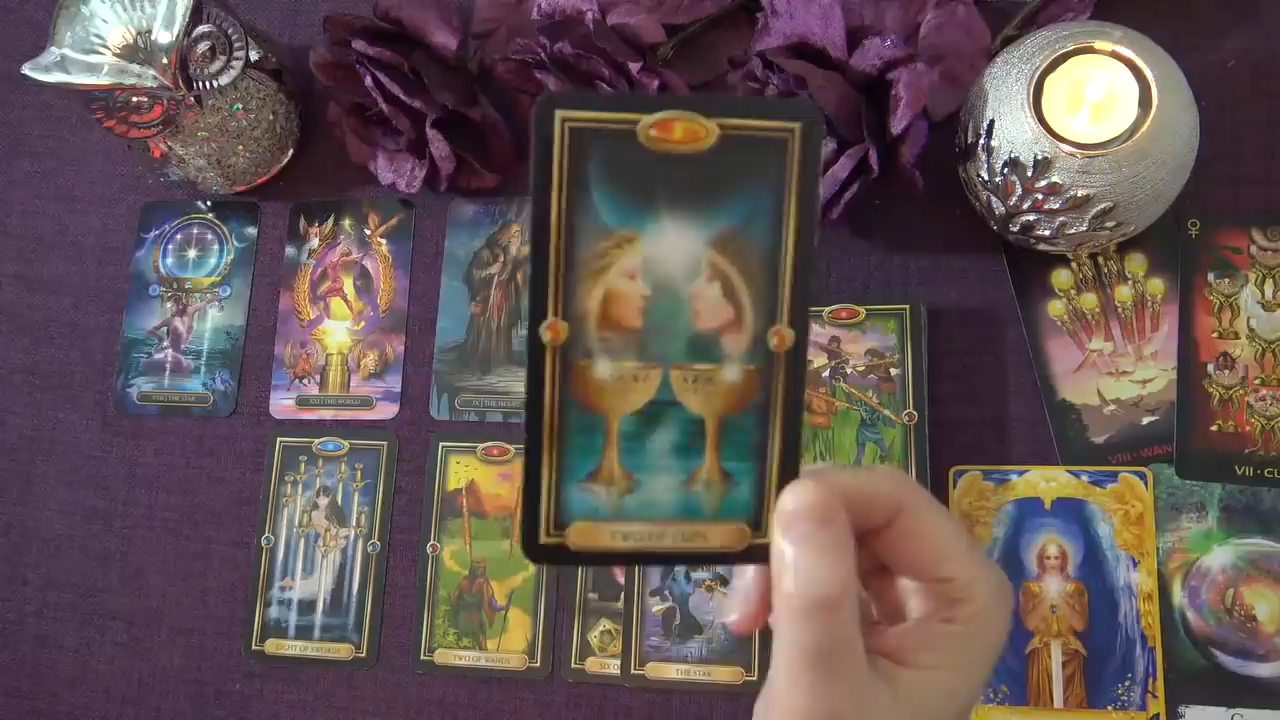 XVII | THE STAR
XXI | THE WORLD
IX | THE HERMIT
TWO OF CUPS
VIII · WAN
VII · CU
EIGHT OF SWORDS
TWO OF WANDS
SIX O
THE STAR